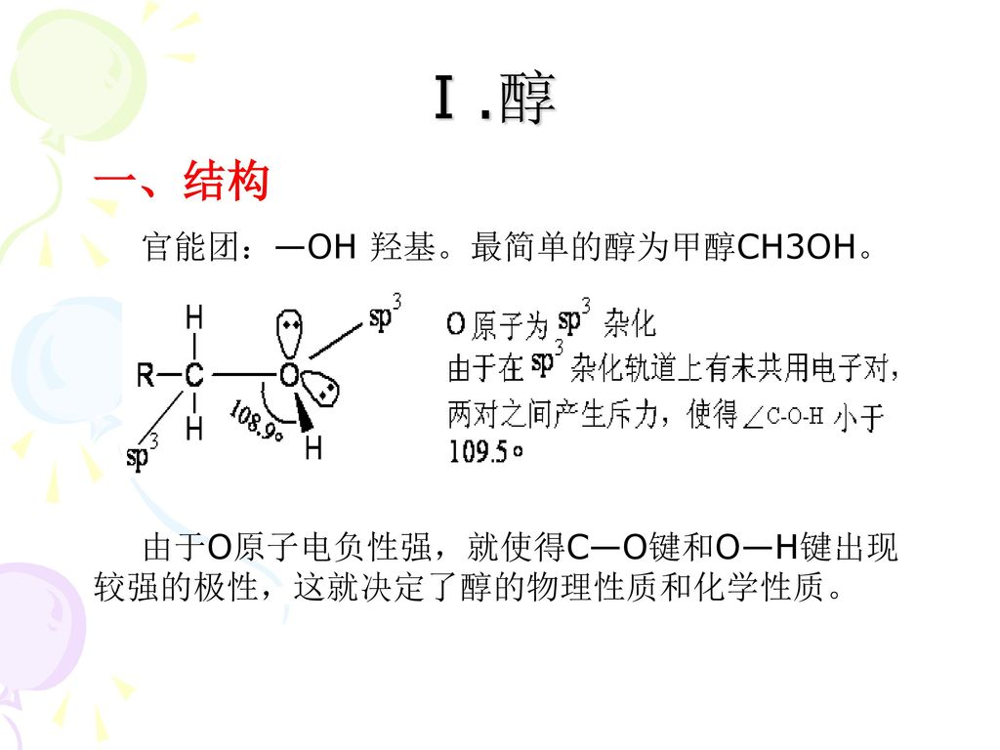 Ⅰ.醇
一、结构
官能团：—OH 羟基。最简单的醇为甲醇CH3OH。
H
sp3
R—C—O
H
108.9°
H
sp3
O原子为 sp3 杂化
由于在 sp3 杂化轨道上有未共用电子对，
两对之间产生斥力，使得∠C-O-H 小于
109.5°
由于O原子电负性强，就使得C—O键和O—H键出现
较强的极性，这就决定了醇的物理性质和化学性质。